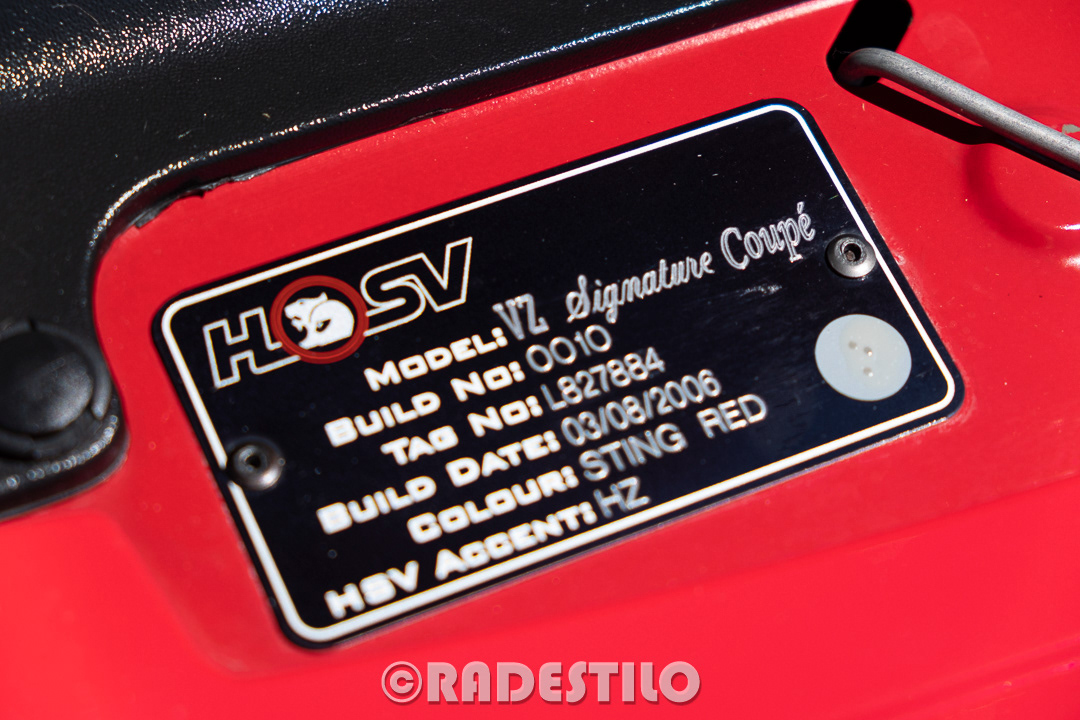 HSV
MODEL: VZ Signature Coupé
BUILD NO: 0010
TAG NO: L827884
BUILD DATE: 03/08/2006
COLOUR: STING RED
HSV ACCENT: HZ
©RADESTILO